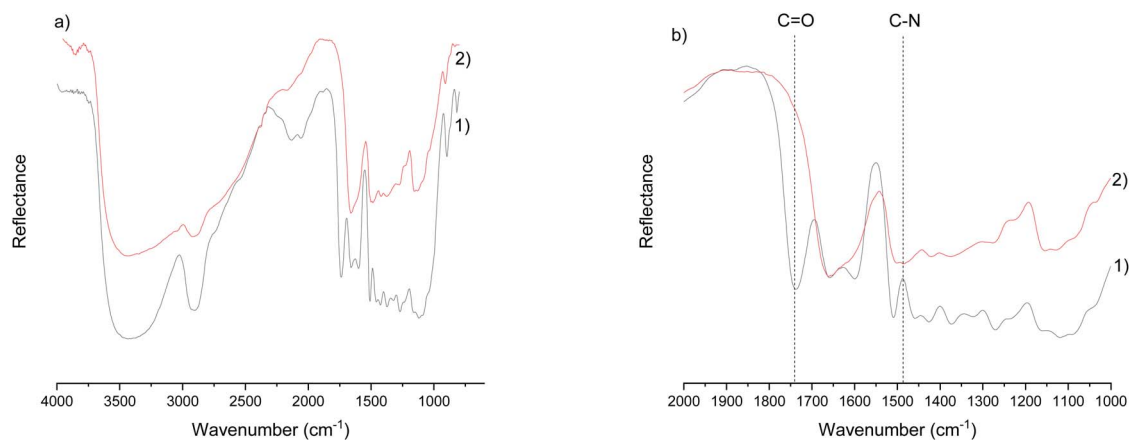 a)
2)
1)
Reflectance
4000 3500 3000 2500 2000 1500 1000
Wavenumber (cm⁻¹)
C=O C-N
b)
2)
1)
Reflectance
2000 1900 1800 1700 1600 1500 1400 1300 1200 1100 1000
Wavenumber (cm⁻¹)